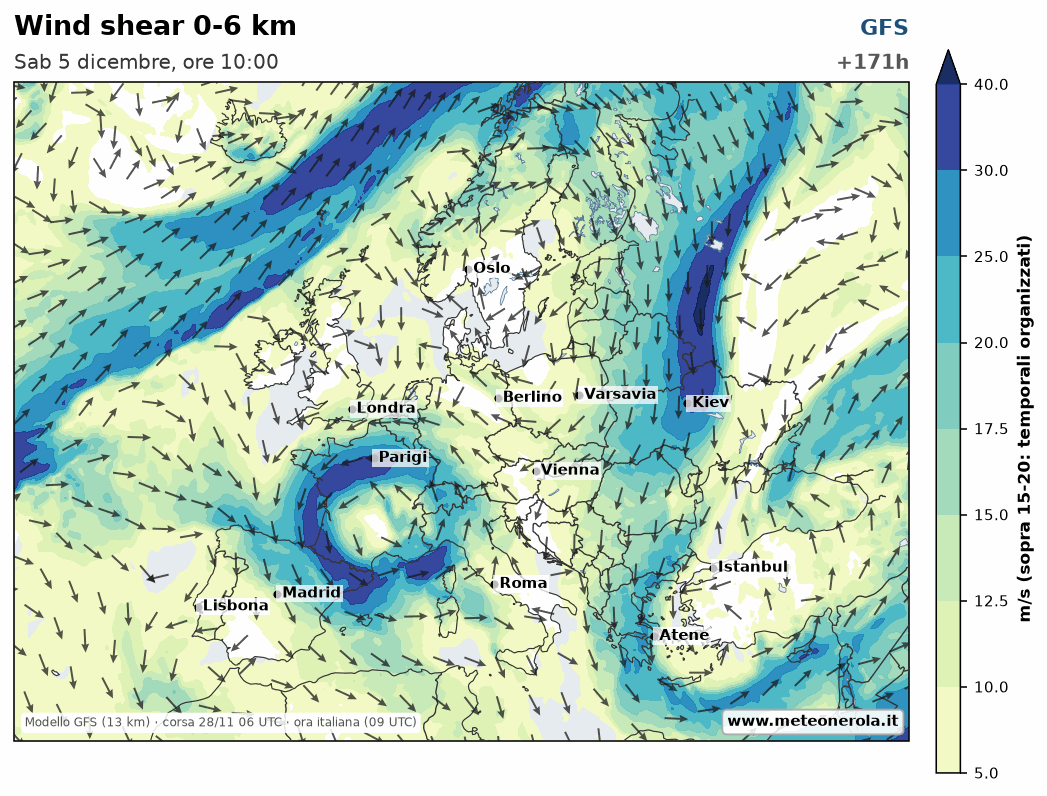 Wind shear 0-6 km
GFS
Sab 5 dicembre, ore 10:00
+171h
40.0
30.0
25.0
20.0
17.5
15.0
12.5
10.0
5.0
m/s (sopra 15-20: temporali organizzati)
Oslo
Berlino
Varsavia
Kiev
Londra
Parigi
Vienna
Istanbul
Roma
Madrid
Lisbona
Atene
Modello GFS (13 km) · corsa 28/11 06 UTC · ora italiana (09 UTC)
www.meteonerola.it